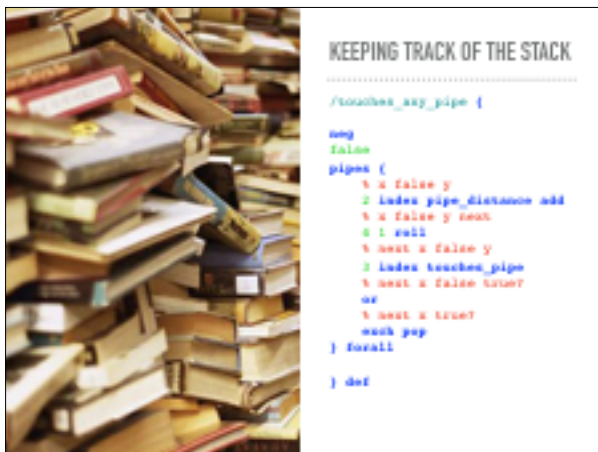 KEEPING TRACK OF THE STACK
/touches_any_pipe {
neg
false
pipes {
% x false y
2 index pipe_distance add
% x false y next
4 1 roll
% next x false y
3 index touches_pipe
% next x false true?
or
% next x true?
exch pop
} forall
} def